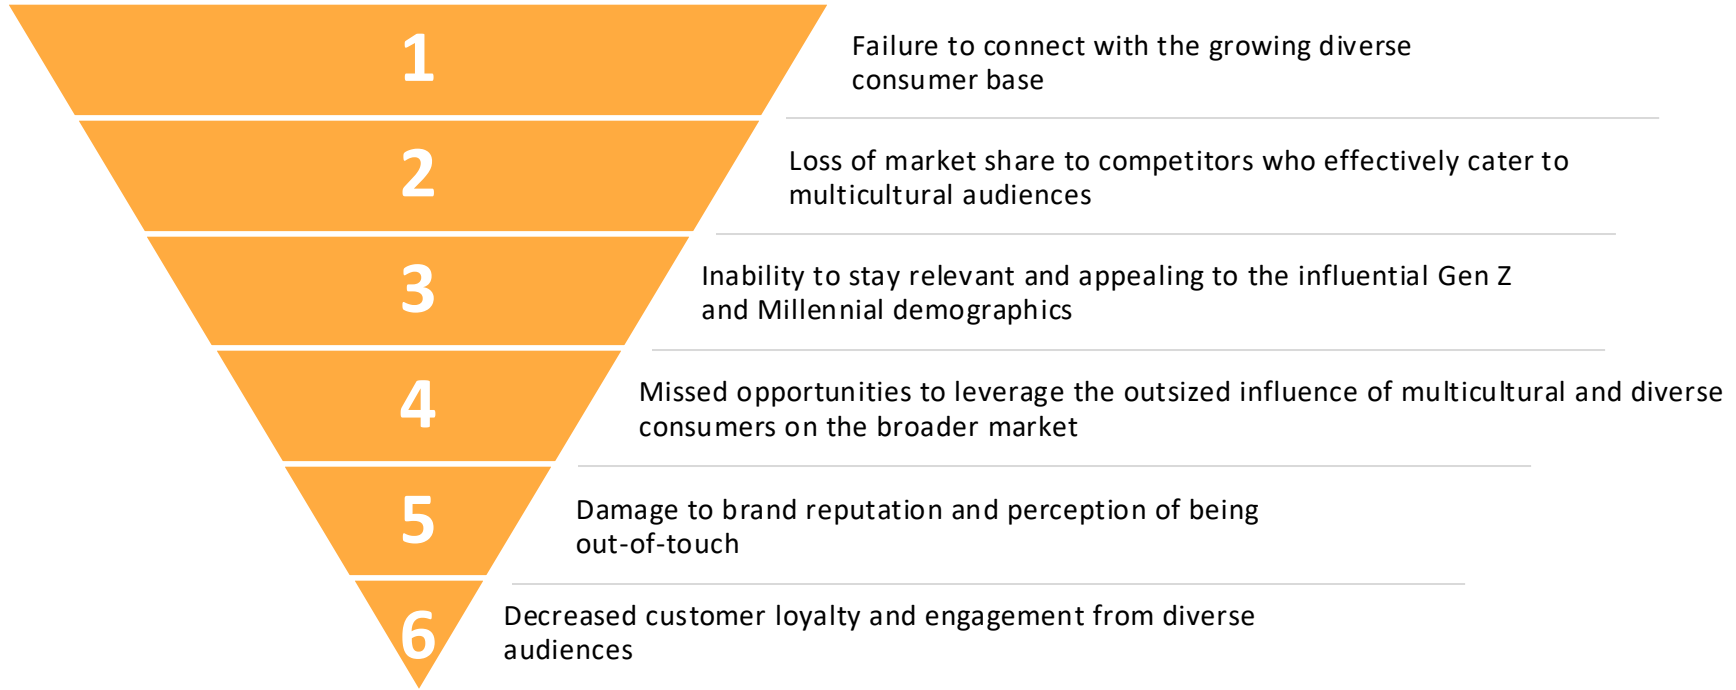 1
Failure to connect with the growing diverse
consumer base
2
Loss of market share to competitors who effectively cater to
multicultural audiences
3
Inability to stay relevant and appealing to the influential Gen Z
and Millennial demographics
4
Missed opportunities to leverage the outsized influence of multicultural and diverse
consumers on the broader market
5
Damage to brand reputation and perception of being
out-of-touch
6
Decreased customer loyalty and engagement from diverse
audiences